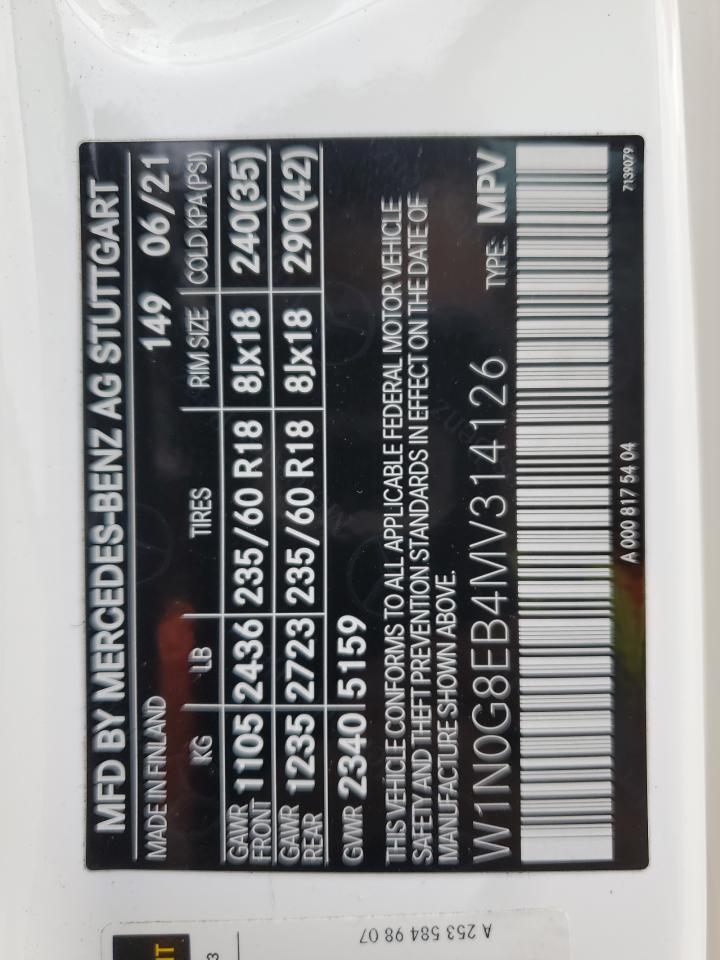 MFD BY MERCEDES-BENZ AG STUTTGART
MADE IN FINLAND 149 06/21
KG LB TIRES RIM SIZE COLD KPA(PSI)
GAWR FRONT 1105 2436 235/60 R18 8Jx18 240(35)
GAWR REAR 1235 2723 235/60 R18 8Jx18 290(42)
GVWR 2340 5159
THIS VEHICLE CONFORMS TO ALL APPLICABLE FEDERAL MOTOR VEHICLE
SAFETY AND THEFT PREVENTION STANDARDS IN EFFECT ON THE DATE OF
MANUFACTURE SHOWN ABOVE.
W1N0G8EB4MV314126 TYPE: MPV
A 000 817 54 04
7139079
A 253 584 98 07